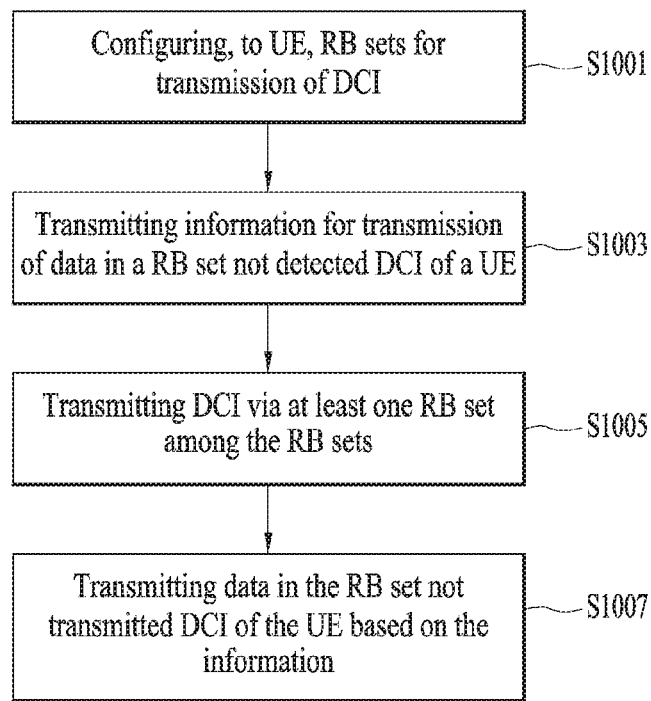 Configuring, to UE, RB sets for
transmission of DCI
S1001
Transmitting information for transmission
of data in a RB set not detected DCI of a UE
S1003
Transmitting DCI via at least one RB set
among the RB sets
S1005
Transmitting data in the RB set not
transmitted DCI of the UE based on the
information
S1007